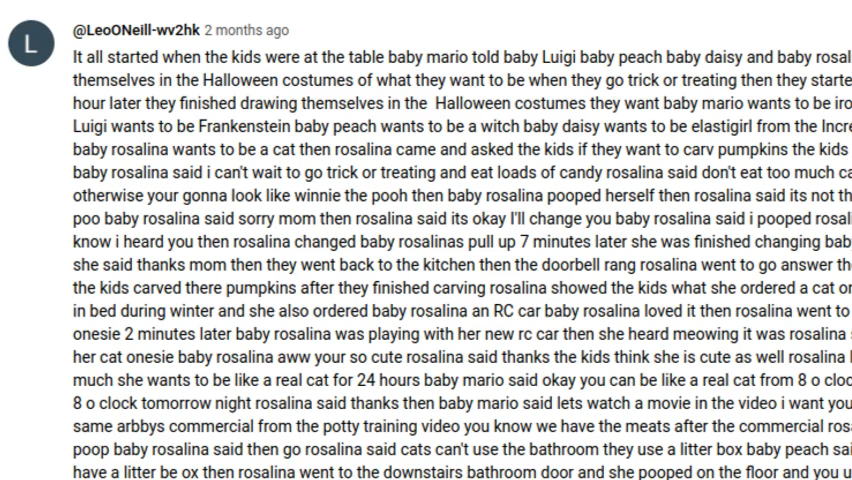 L
@LeoONeill-wv2hk 2 months ago
It all started when the kids were at the table baby mario told baby Luigi baby peach baby daisy and baby rosal
themselves in the Halloween costumes of what they want to be when they go trick or treating then they starte
hour later they finished drawing themselves in the Halloween costumes they want baby mario wants to be iro
Luigi wants to be Frankenstein baby peach wants to be a witch baby daisy wants to be elastigirl from the Incre
baby rosalina wants to be a cat then rosalina came and asked the kids if they want to carv pumpkins the kids
baby rosalina said i can't wait to go trick or treating and eat loads of candy rosalina said don't eat too much ca
otherwise your gonna look like winnie the pooh then baby rosalina pooped herself then rosalina said its not th
poo baby rosalina said sorry mom then rosalina said its okay I'll change you baby rosalina said i pooped rosali
know i heard you then rosalina changed baby rosalinas pull up 7 minutes later she was finished changing bab
she said thanks mom then they went back to the kitchen then the doorbell rang rosalina went to go answer the
the kids carved there pumpkins after they finished carving rosalina showed the kids what she ordered a cat or
in bed during winter and she also ordered baby rosalina an RC car baby rosalina loved it then rosalina went to
onesie 2 minutes later baby rosalina was playing with her new rc car then she heard meowing it was rosalina
her cat onesie baby rosalina aww your so cute rosalina said thanks the kids think she is cute as well rosalina
much she wants to be like a real cat for 24 hours baby mario said okay you can be like a real cat from 8 o cloc
8 o clock tomorrow night rosalina said thanks then baby mario said lets watch a movie in the video i want you
same arbbys commercial from the potty training video you know we have the meats after the commercial ros
poop baby rosalina said then go rosalina said cats can't use the bathroom they use a litter box baby peach sai
have a litter be ox then rosalina went to the downstairs bathroom door and she pooped on the floor and you u